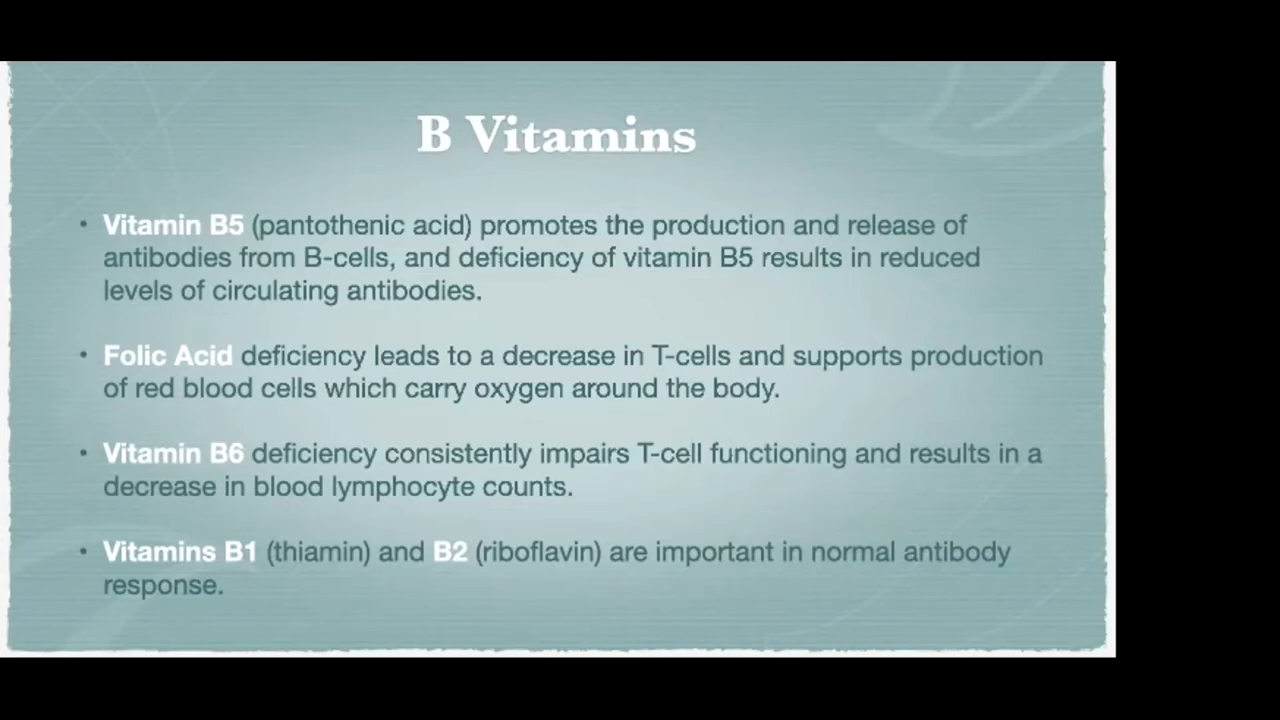 B Vitamins
• Vitamin B5 (pantothenic acid) promotes the production and release of
antibodies from B-cells, and deficiency of vitamin B5 results in reduced
levels of circulating antibodies.
• Folic Acid deficiency leads to a decrease in T-cells and supports production
of red blood cells which carry oxygen around the body.
• Vitamin B6 deficiency consistently impairs T-cell functioning and results in a
decrease in blood lymphocyte counts.
• Vitamins B1 (thiamin) and B2 (riboflavin) are important in normal antibody
response.